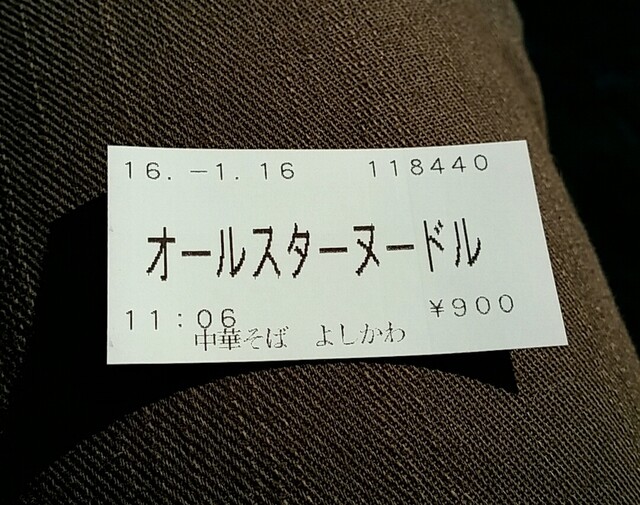 16.-1.16 118440
オールスターヌードル
11:06 ¥900
中華そば よしかわ